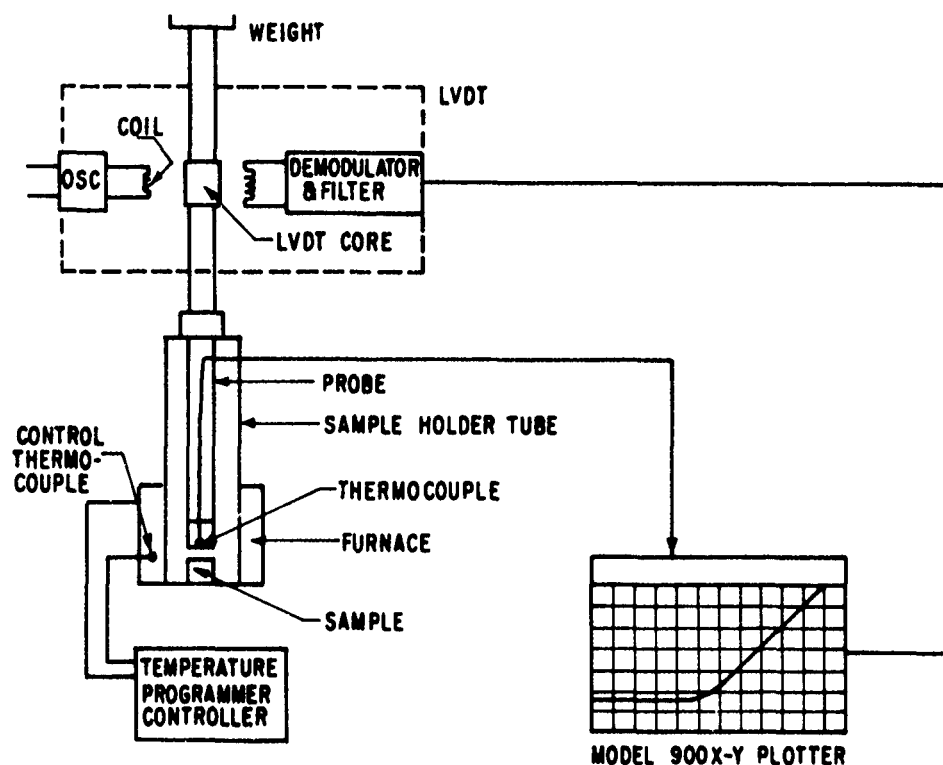 WEIGHT
LVDT
COIL
OSC
DEMODULATOR
& FILTER
LVDT CORE
PROBE
SAMPLE HOLDER TUBE
CONTROL
THERMO-
COUPLE
THERMOCOUPLE
FURNACE
SAMPLE
TEMPERATURE
PROGRAMMER
CONTROLLER
MODEL 900X-Y PLOTTER